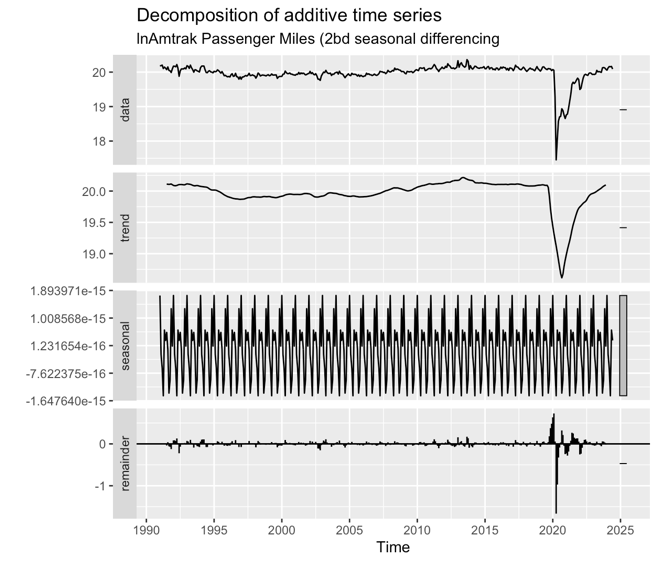 Decomposition of additive time series
lnAmtrak Passenger Miles (2bd seasonal differencing
20
19
18
data
20.0
19.5
19.0
trend
1.893971e-15
1.008568e-15
1.231654e-16
-7.622375e-16
-1.647640e-15
seasonal
0
-1
remainder
1990 1995 2000 2005 2010 2015 2020 2025
Time